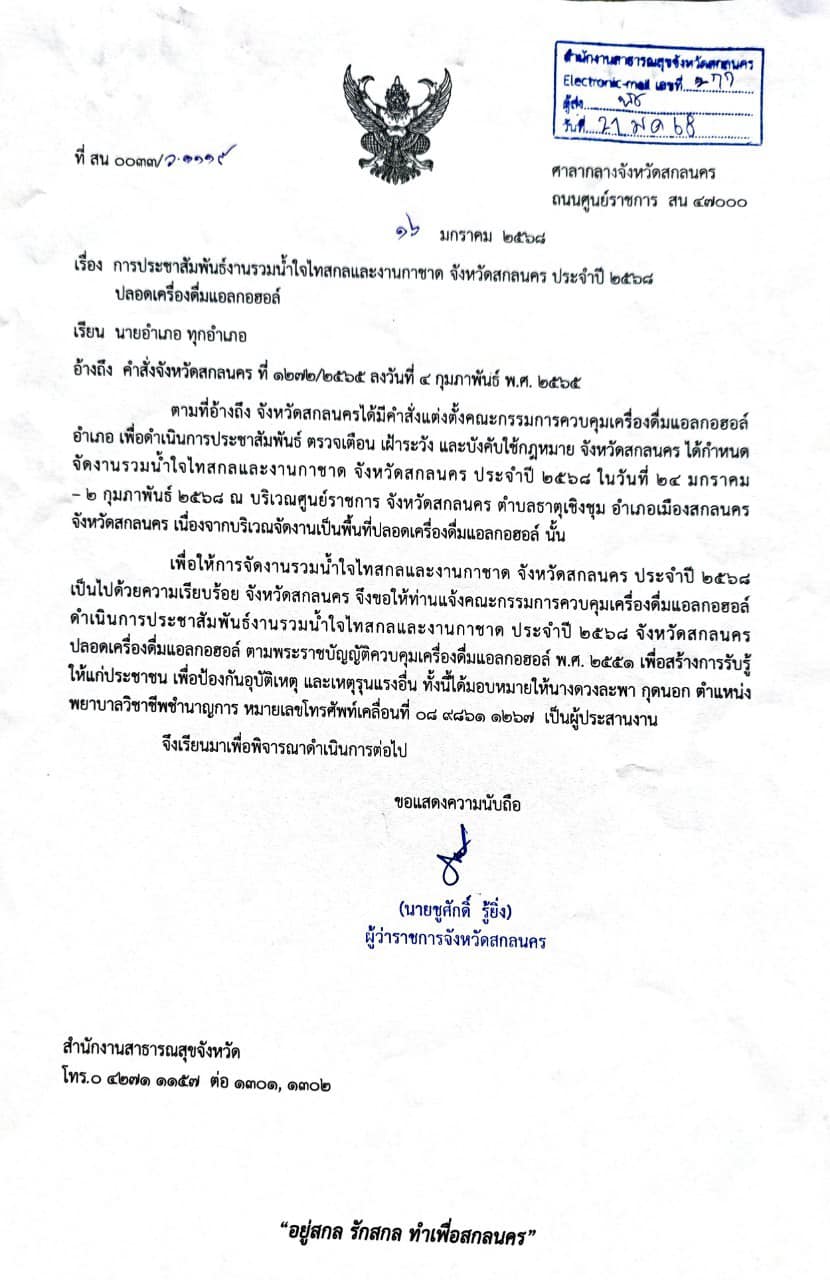 สำนักงานสาธารณสุขจังหวัดสกลนคร
Electronic-mail เลขที่
ผู้ส่ง
วันที่ 21 มค 68
ที่ สน ๐๐๓๓/ว.๑๑๑๙
ศาลากลางจังหวัดสกลนคร
ถนนศูนย์ราชการ สน ๔๗๐๐๐
๑๖ มกราคม ๒๕๖๘
เรื่อง การประชาสัมพันธ์งานรวมน้ำใจไทสกลและงานกาชาด จังหวัดสกลนคร ประจำปี ๒๕๖๘
ปลอดเครื่องดื่มแอลกอฮอล์
เรียน นายอำเภอ ทุกอำเภอ
อ้างถึง คำสั่งจังหวัดสกลนคร ที่ ๑๒๗๒/๒๕๖๕ ลงวันที่ ๔ กุมภาพันธ์ พ.ศ. ๒๕๖๕
ตามที่อ้างถึง จังหวัดสกลนครได้มีคำสั่งแต่งตั้งคณะกรรมการควบคุมเครื่องดื่มแอลกอฮอล์
อำเภอ เพื่อดำเนินการประชาสัมพันธ์ ตรวจเตือน เฝ้าระวัง และบังคับใช้กฎหมาย จังหวัดสกลนคร ได้กำหนด
จัดงานรวมน้ำใจไทสกลและงานกาชาด จังหวัดสกลนคร ประจำปี ๒๕๖๘ ในวันที่ ๒๔ มกราคม
– ๒ กุมภาพันธ์ ๒๕๖๘ ณ บริเวณศูนย์ราชการ จังหวัดสกลนคร ตำบลธาตุเชิงชุม อำเภอเมืองสกลนคร
จังหวัดสกลนคร เนื่องจากบริเวณจัดงานเป็นพื้นที่ปลอดเครื่องดื่มแอลกอฮอล์ นั้น
เพื่อให้การจัดงานรวมน้ำใจไทสกลและงานกาชาด จังหวัดสกลนคร ประจำปี ๒๕๖๘
เป็นไปด้วยความเรียบร้อย จังหวัดสกลนคร จึงขอให้ท่านแจ้งคณะกรรมการควบคุมเครื่องดื่มแอลกอฮอล์
ดำเนินการประชาสัมพันธ์งานรวมน้ำใจไทสกลและงานกาชาด ประจำปี ๒๕๖๘ จังหวัดสกลนคร
ปลอดเครื่องดื่มแอลกอฮอล์ ตามพระราชบัญญัติควบคุมเครื่องดื่มแอลกอฮอล์ พ.ศ. ๒๕๕๑ เพื่อสร้างการรับรู้
ให้แก่ประชาชน เพื่อป้องกันอุบัติเหตุ และเหตุรุนแรงอื่น ทั้งนี้ได้มอบหมายให้นางดวงละพา กุดนอก ตำแหน่ง
พยาบาลวิชาชีพชำนาญการ หมายเลขโทรศัพท์เคลื่อนที่ ๐๘ ๙๘๖๑ ๑๒๖๗ เป็นผู้ประสานงาน
จึงเรียนมาเพื่อพิจารณาดำเนินการต่อไป
ขอแสดงความนับถือ
(นายชูศักดิ์ รู้ยิ่ง)
ผู้ว่าราชการจังหวัดสกลนคร
สำนักงานสาธารณสุขจังหวัด
โทร.๐ ๔๒๗๑ ๑๑๕๗ ต่อ ๑๓๐๑, ๑๓๐๒
“อยู่สกล รักสกล ทำเพื่อสกลนคร”